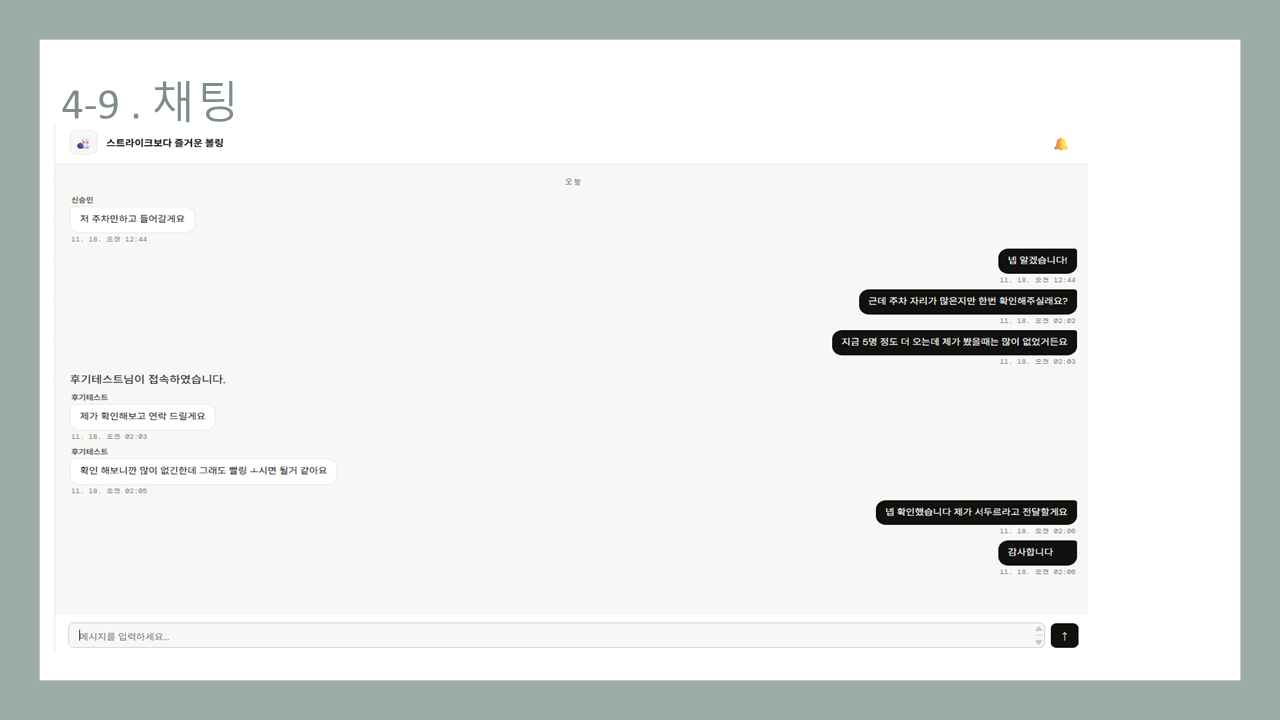 4-9 . 채팅
스트라이크보다 즐거운 볼링
오늘
신승민
저 주차만하고 들어갈게요
11. 18. 오전 12:44
넵 알겠습니다!
11. 18. 오전 12:44
근데 주차 자리가 많은지만 한번 확인해주실래요?
11. 18. 오전 02:02
지금 5명 정도 더 오는데 제가 봤을때는 많이 없었거든요
11. 18. 오전 02:03
후기테스트님이 접속하였습니다.
후기테스트
제가 확인해보고 연락 드릴게요
11. 18. 오전 02:03
후기테스트
확인 해보니깐 많이 없긴한데 그래도 빨링 ㅗ시면 될거 같아요
11. 18. 오전 02:05
넵 확인했습니다 제가 서두르라고 전달할게요
11. 18. 오전 02:06
감사합니다
11. 18. 오전 02:06
메시지를 입력하세요...
↑